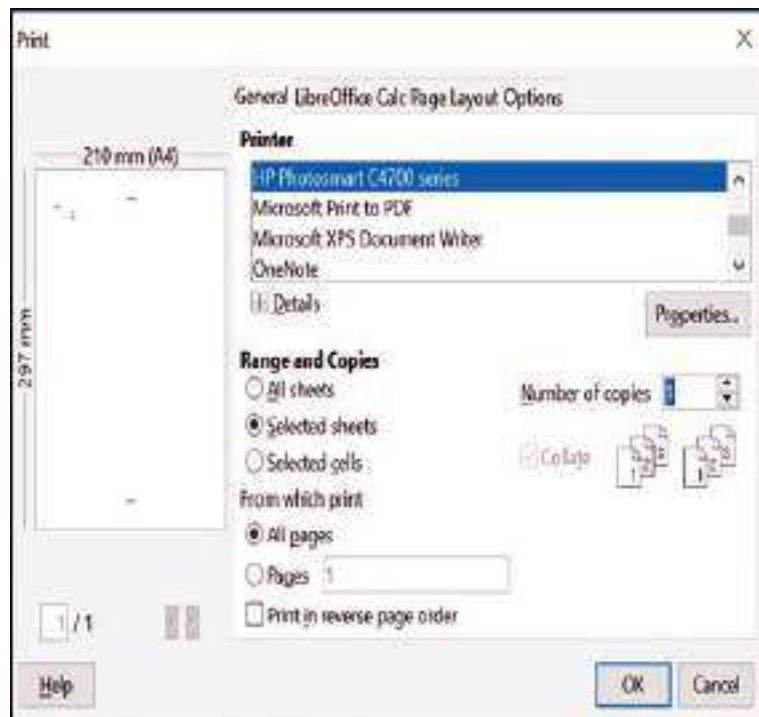 Print
General LibreOffice Calc Page Layout Options
210 mm (A4)
297 mm
Printer
HP Photosmart C4700 series
Microsoft Print to PDF
Microsoft XPS Document Writer
OneNote
Details
Properties...
Range and Copies
All sheets
Selected sheets
Selected cells
Number of copies 1
Collate
From which print
All pages
Pages 1
Print in reverse page order
1 / 1
Help
OK
Cancel